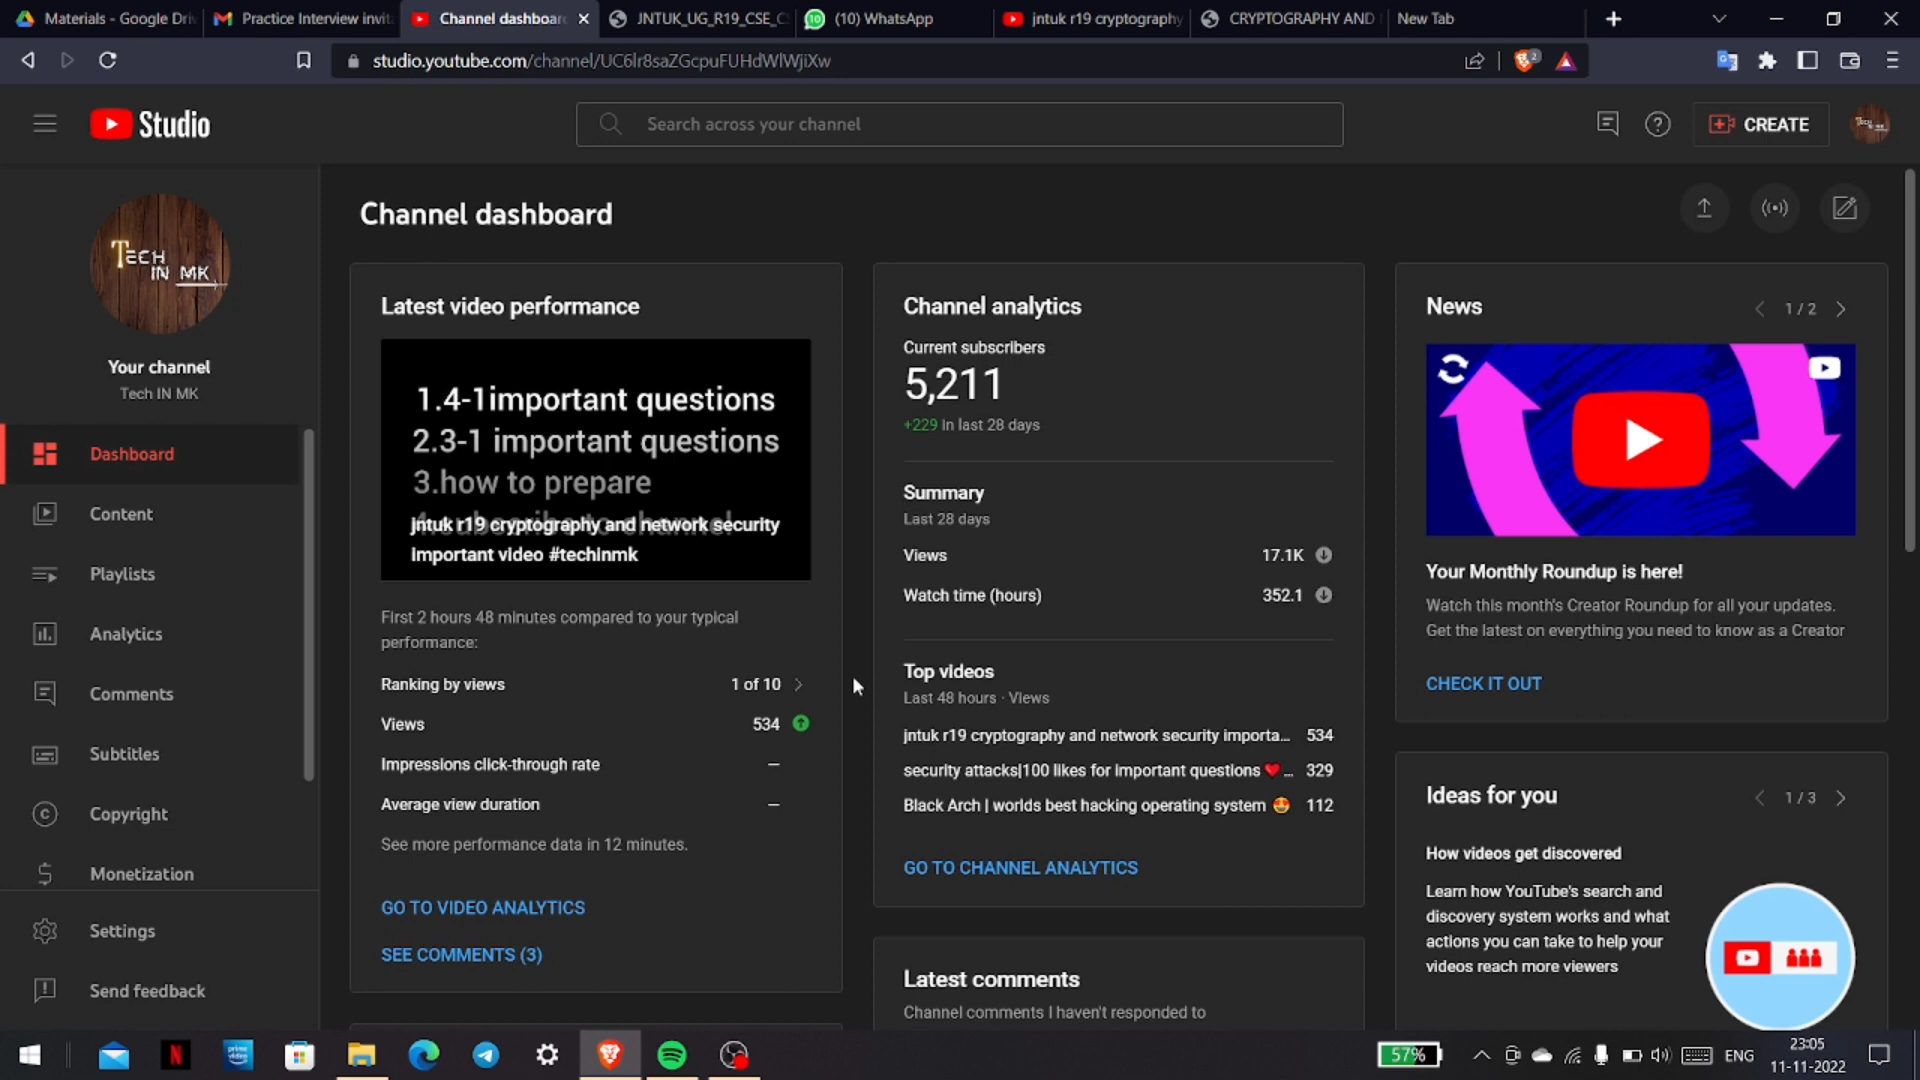 Materials - Google Driv
Practice Interview invit
Channel dashboar
JNTUK_UG_R19_CSE_C
(10) WhatsApp
jntuk r19 cryptography
CRYPTOGRAPHY AND
New Tab
studio.youtube.com/channel/UC6lr8saZGcpuFUHdWlWjiXw
2
Studio
Search across your channel
CREATE
TECH
IN MK
Your channel
Tech IN MK
Dashboard
Content
Playlists
Analytics
Comments
Subtitles
Copyright
Monetization
Settings
Send feedback
Channel dashboard
Latest video performance
1.4-1important questions
2.3-1 important questions
3.how to prepare
4.subscribe to channel
jntuk r19 cryptography and network security
important video #techinmk
First 2 hours 48 minutes compared to your typical
performance:
Ranking by views 1 of 10
Views 534
Impressions click-through rate —
Average view duration —
See more performance data in 12 minutes.
GO TO VIDEO ANALYTICS
SEE COMMENTS (3)
Channel analytics
Current subscribers
5,211
+229 in last 28 days
Summary
Last 28 days
Views 17.1K
Watch time (hours) 352.1
Top videos
Last 48 hours · Views
jntuk r19 cryptography and network security importa... 534
security attacks|100 likes for important questions ❤️ ... 329
Black Arch | worlds best hacking operating system 🤩 112
GO TO CHANNEL ANALYTICS
Latest comments
Channel comments I haven't responded to
News
1 / 2
Your Monthly Roundup is here!
Watch this month's Creator Roundup for all your updates.
Get the latest on everything you need to know as a Creator
CHECK IT OUT
Ideas for you
1 / 3
How videos get discovered
Learn how YouTube's search and
discovery system works and what
actions you can take to help your
videos reach more viewers
N
prime video
57%
ENG
23:05
11-11-2022